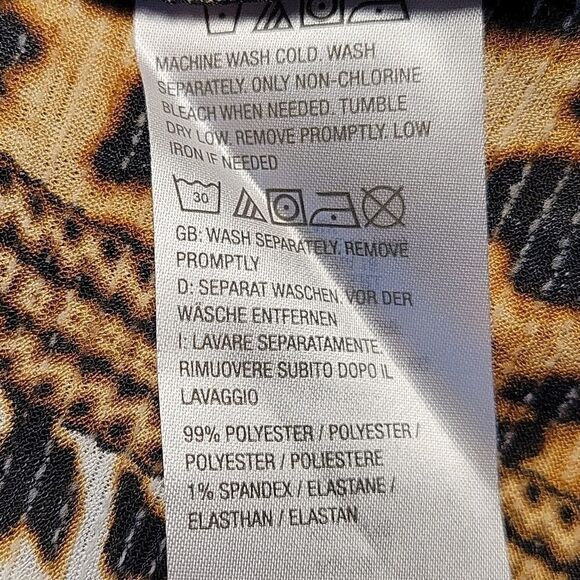 MACHINE WASH COLD. WASH
SEPARATELY. ONLY NON-CHLORINE
BLEACH WHEN NEEDED. TUMBLE
DRY LOW. REMOVE PROMPTLY. LOW
IRON IF NEEDED
30
GB: WASH SEPARATELY. REMOVE
PROMPTLY
D: SEPARAT WASCHEN. VOR DER
WÄSCHE ENTFERNEN
I: LAVARE SEPARATAMENTE.
RIMUOVERE SUBITO DOPO IL
LAVAGGIO
99% POLYESTER / POLYESTER /
POLYESTER / POLIESTERE
1% SPANDEX / ELASTANE /
ELASTHAN / ELASTAN